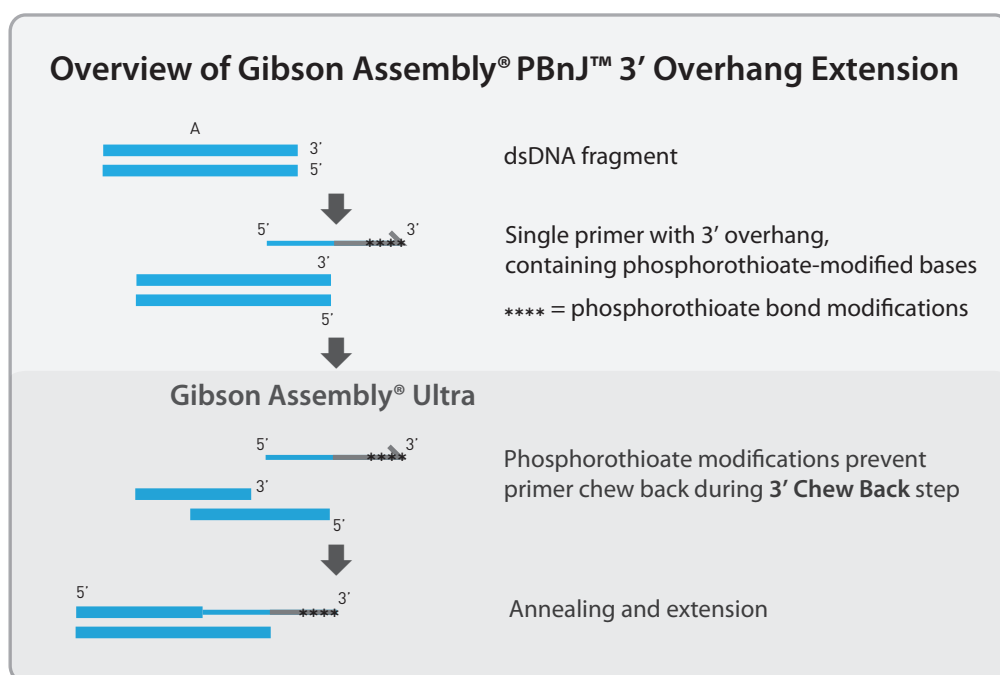 Overview of Gibson Assembly® PBnJ™ 3’ Overhang Extension
A
3’
5’
dsDNA fragment
5’
3’
Single primer with 3’ overhang,
containing phosphorothioate-modified bases
3’
5’
**** = phosphorothioate bond modifications
Gibson Assembly® Ultra
5’
3’
Phosphorothioate modifications prevent
primer chew back during 3’ Chew Back step
3’
5’
5’
3’
Annealing and extension